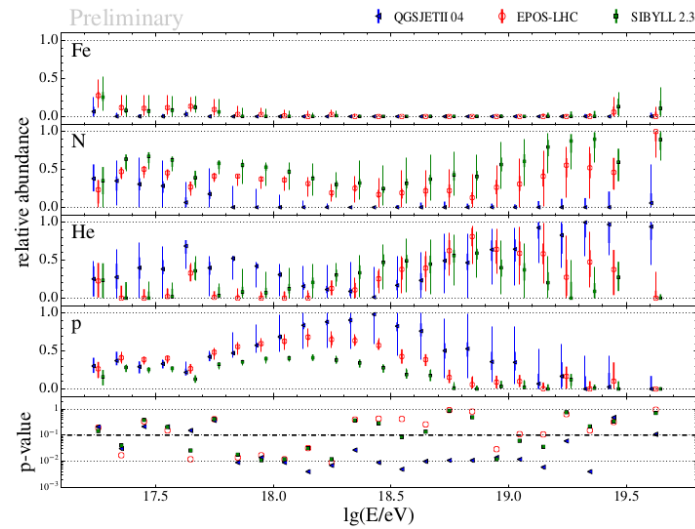 Preliminary
QGSJETII 04 EPOS-LHC SIBYLL 2.3
1.0 Fe
0.5
0.0
1.0 N
0.5
0.0
1.0 He
0.5
0.0
1.0 p
0.5
0.0
relative abundance
1
10⁻¹
10⁻²
10⁻³
p-value
17.5 18.0 18.5 19.0 19.5
lg(E/eV)